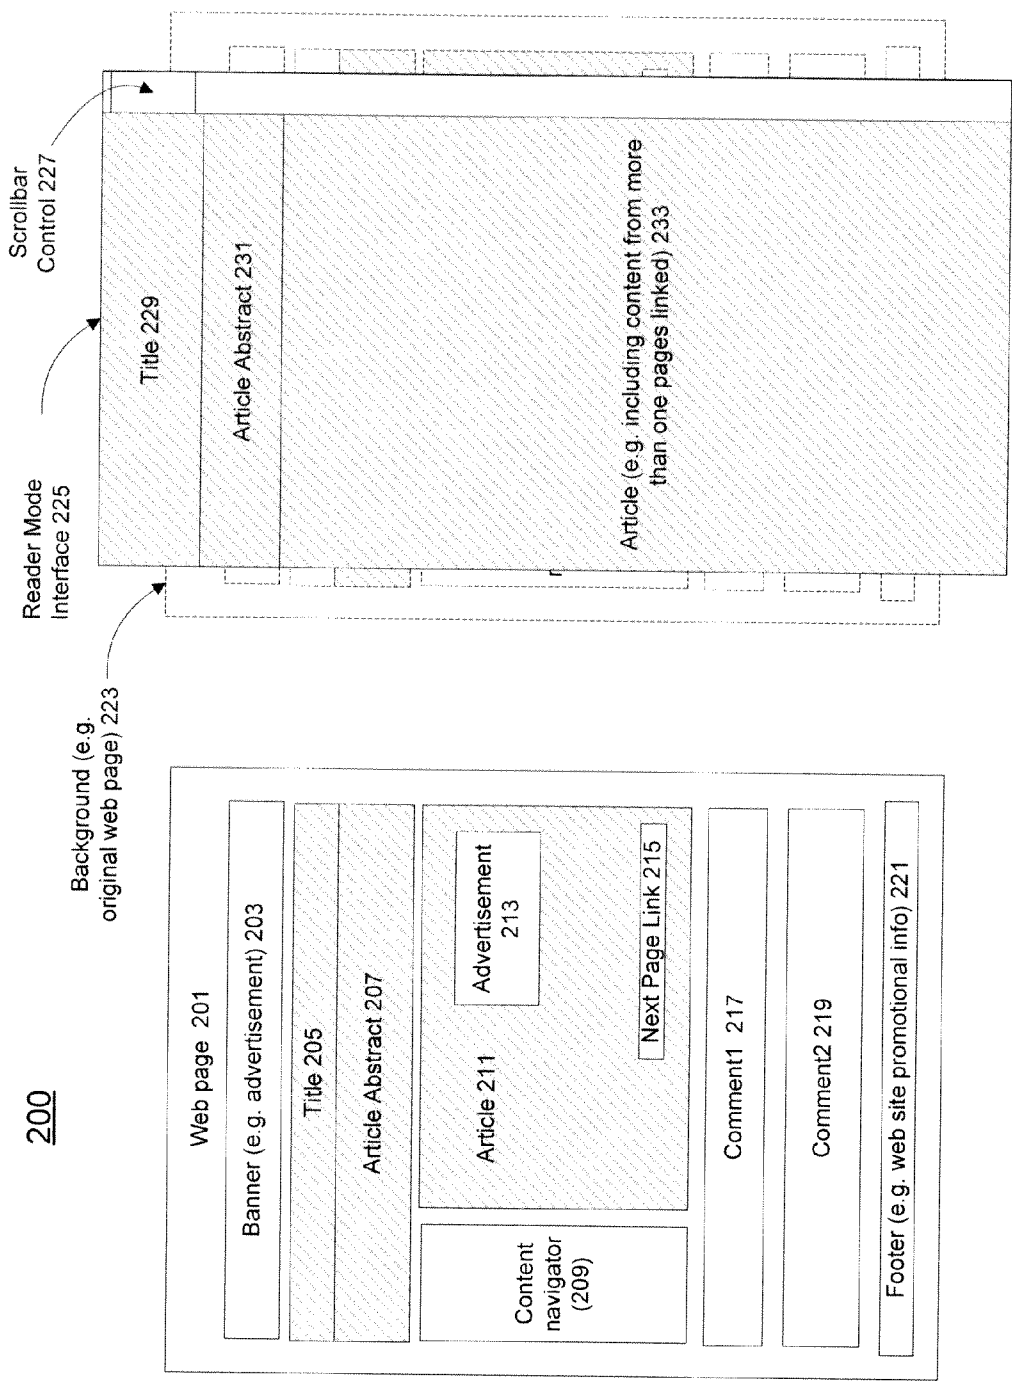 200
Web page 201
Banner (e.g. advertisement) 203
Title 205
Article Abstract 207
Content
navigator
(209)
Article 211
Advertisement
213
Next Page Link 215
Comment1 217
Comment2 219
Footer (e.g. web site promotional info) 221
Background (e.g.
original web page) 223
Reader Mode
Interface 225
Scrollbar
Control 227
Title 229
Article Abstract 231
Article (e.g. including content from more
than one pages linked) 233